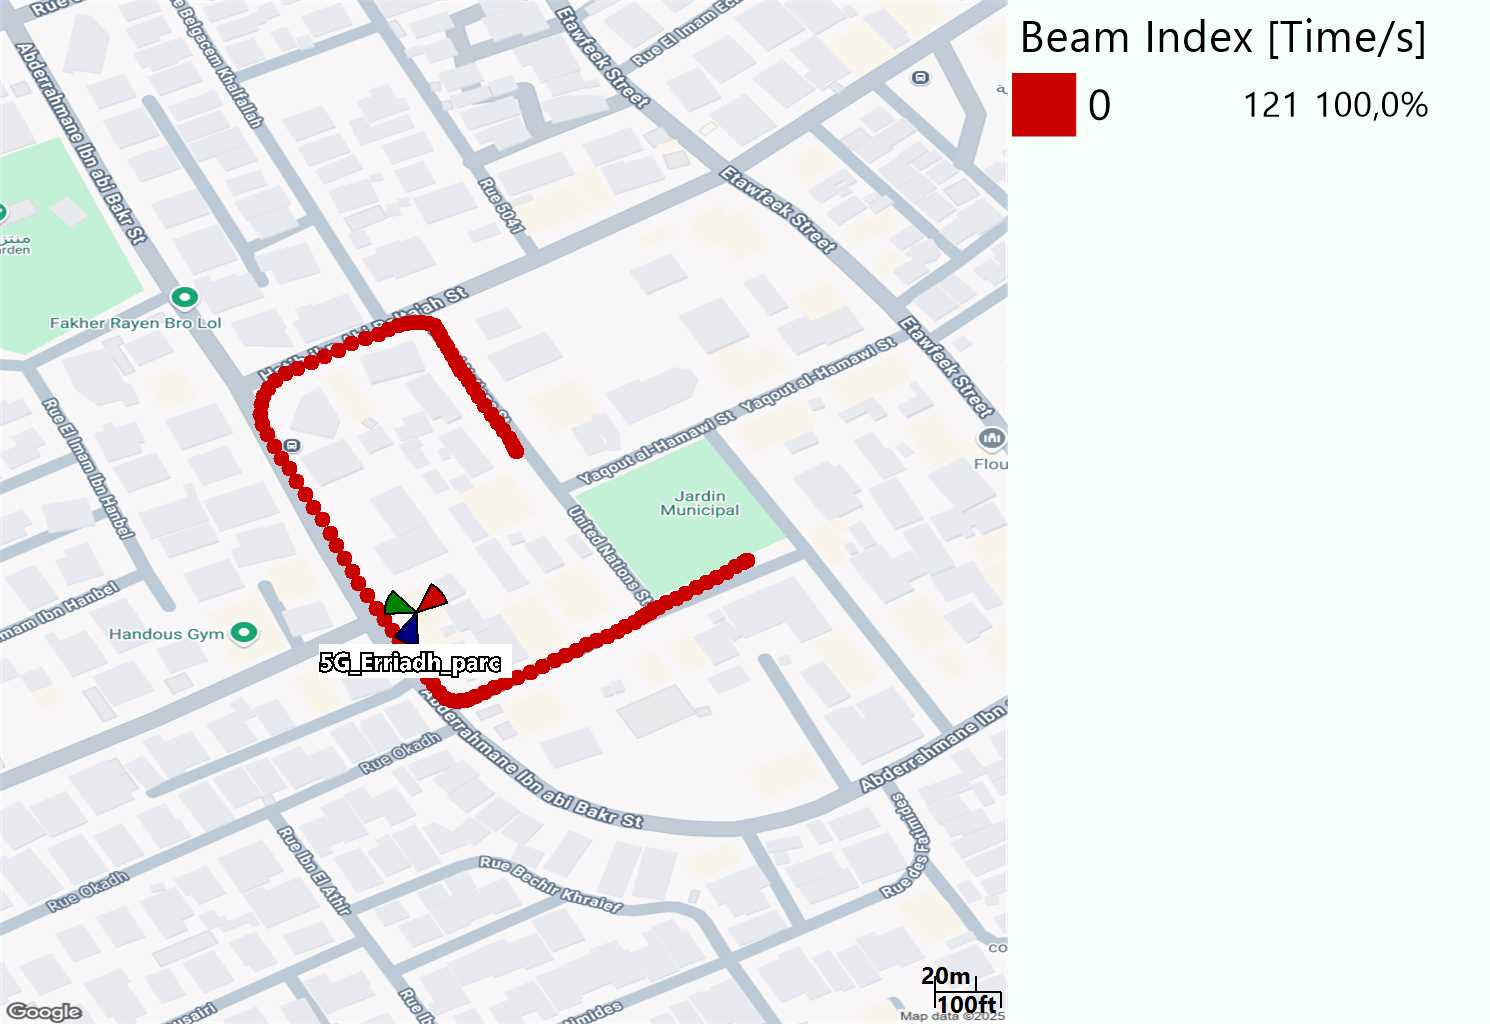 Beam Index [Time/s]
0 121 100,0%
Etawfeek Street
Rue El Imam
Abderrahmane Ibn abi Bakr St
Belgacem Khalfallah
Rue 5041
Etawfeek Street
Fakher Rayen Bro Lol
Etawfeek Street
Yaqout al-Hamawi St
Yaqout al-Hamawi St
Rue El Imam Ibn Hanbel
Jardin
Municipal
United Nations St
Ibn Hanbel
Handous Gym
5G_Erriadh_parc
Rue Okadh
Abderrahmane Ibn abi Bakr St
Abderrahmane Ibn
Rue des Fatimides
Rue Okadh
Rue Ibn El Athir
Rue Bechir Khraief
20m
100ft
Google
Map data ©2025